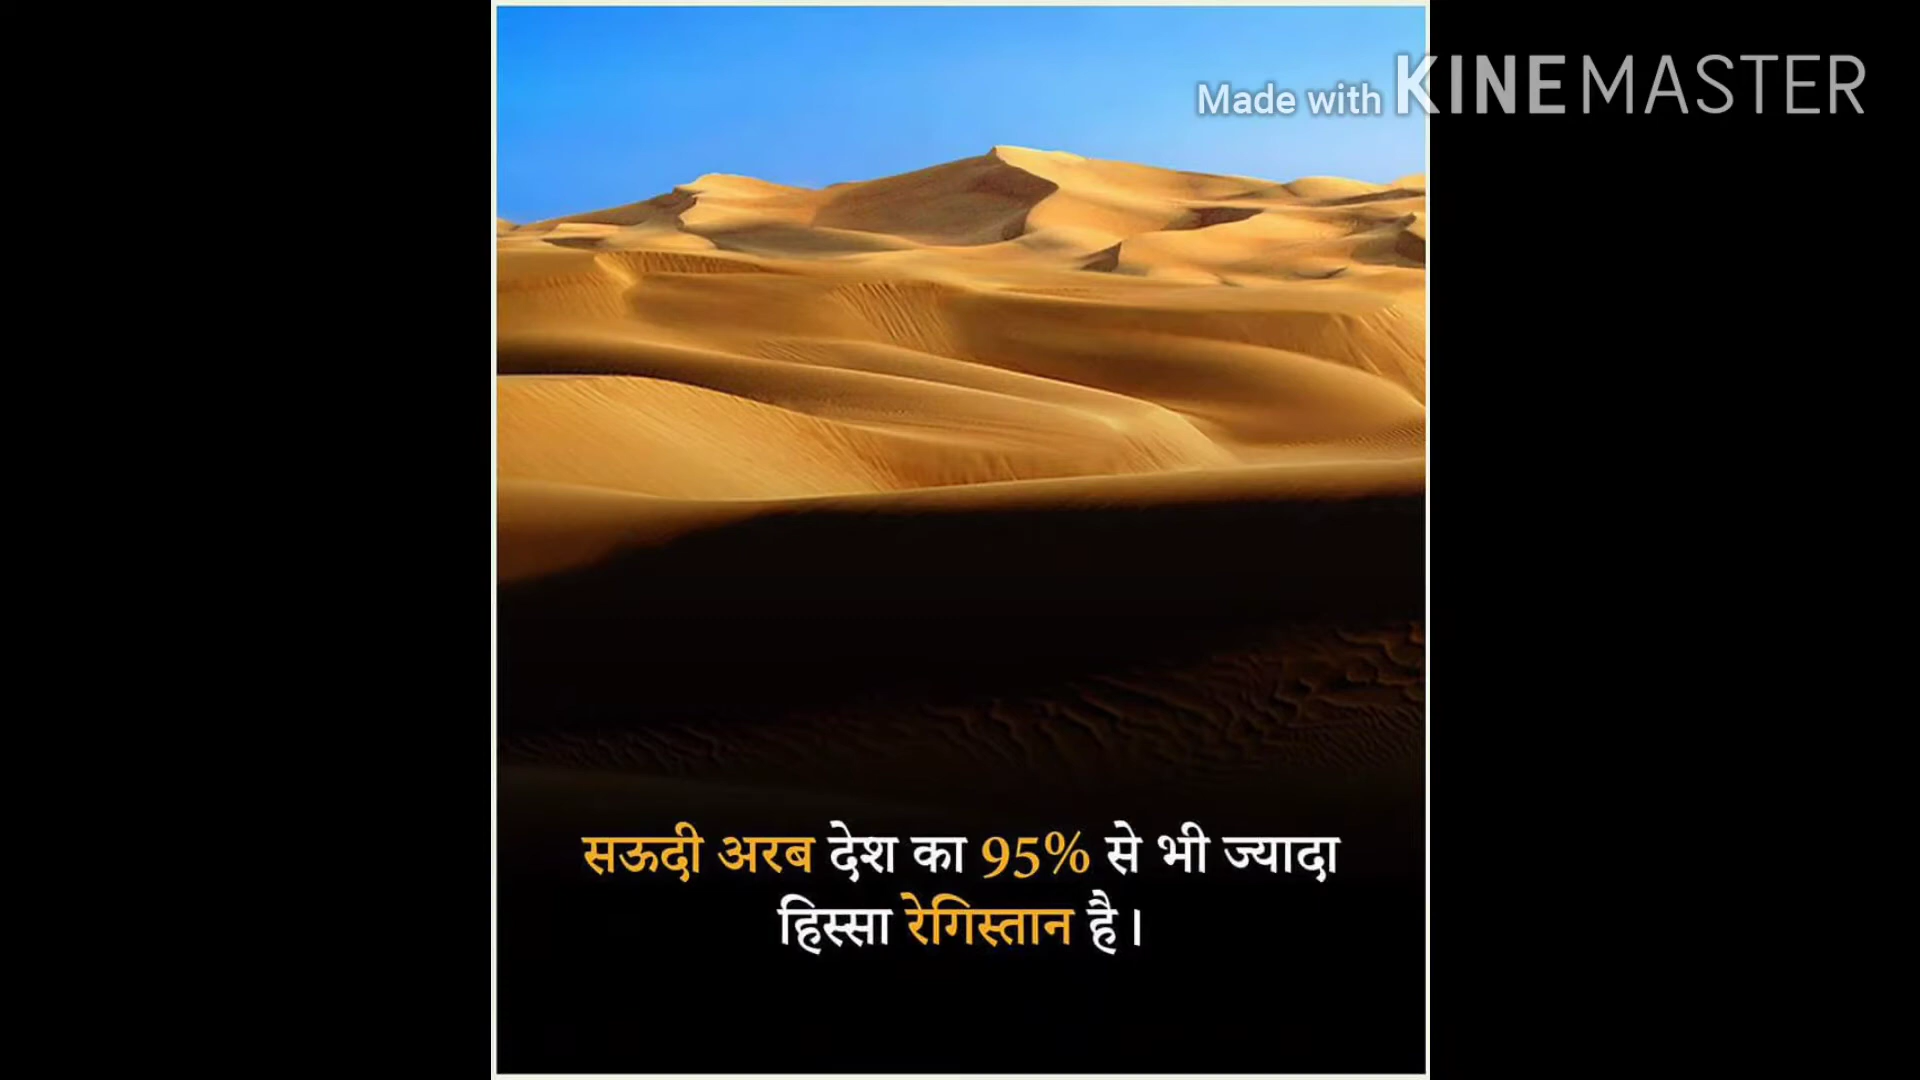 Made with KINEMASTER
सऊदी अरब देश का 95% से भी ज्यादा
हिस्सा रेगिस्तान है।